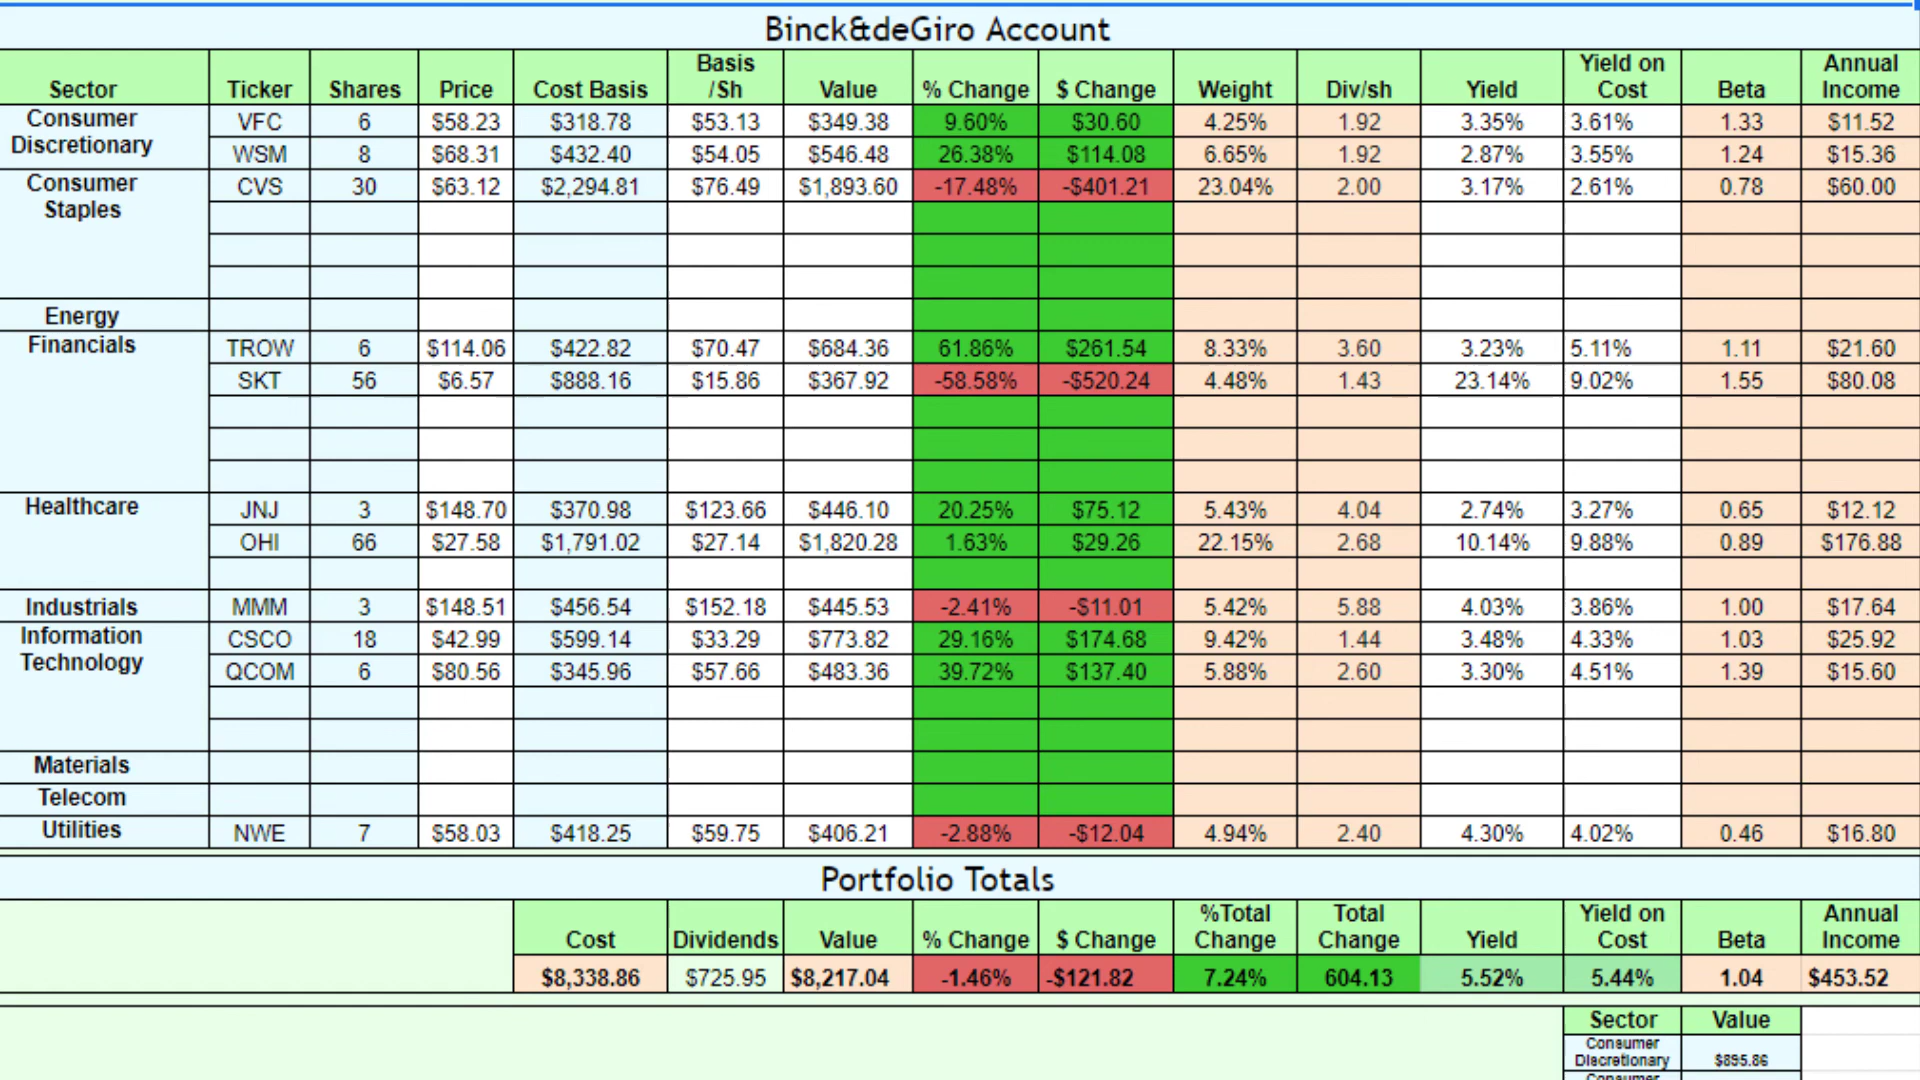 Binck&deGiro Account
Sector Ticker Shares Price Cost Basis Basis /Sh Value % Change $ Change Weight Div/sh Yield Yield on Cost Beta Annual Income
Consumer Discretionary VFC 6 $58.23 $318.78 $53.13 $349.38 9.60% $30.60 4.25% 1.92 3.35% 3.61% 1.33 $11.52
WSM 8 $68.31 $432.40 $54.05 $546.48 26.38% $114.08 6.65% 1.92 2.87% 3.55% 1.24 $15.36
Consumer Staples CVS 30 $63.12 $2,294.81 $76.49 $1,893.60 -17.48% -$401.21 23.04% 2.00 3.17% 2.61% 0.78 $60.00
Energy
Financials TROW 6 $114.06 $422.82 $70.47 $684.36 61.86% $261.54 8.33% 3.60 3.23% 5.11% 1.11 $21.60
SKT 56 $6.57 $888.16 $15.86 $367.92 -58.58% -$520.24 4.48% 1.43 23.14% 9.02% 1.55 $80.08
Healthcare JNJ 3 $148.70 $370.98 $123.66 $446.10 20.25% $75.12 5.43% 4.04 2.74% 3.27% 0.65 $12.12
OHI 66 $27.58 $1,791.02 $27.14 $1,820.28 1.63% $29.26 22.15% 2.68 10.14% 9.88% 0.89 $176.88
Industrials MMM 3 $148.51 $456.54 $152.18 $445.53 -2.41% -$11.01 5.42% 5.88 4.03% 3.86% 1.00 $17.64
Information Technology CSCO 18 $42.99 $599.14 $33.29 $773.82 29.16% $174.68 9.42% 1.44 3.48% 4.33% 1.03 $25.92
QCOM 6 $80.56 $345.96 $57.66 $483.36 39.72% $137.40 5.88% 2.60 3.30% 4.51% 1.39 $15.60
Materials
Telecom
Utilities NWE 7 $58.03 $418.25 $59.75 $406.21 -2.88% -$12.04 4.94% 2.40 4.30% 4.02% 0.46 $16.80
Portfolio Totals
Cost Dividends Value % Change $ Change %Total Change Total Change Yield Yield on Cost Beta Annual Income
$8,338.86 $725.95 $8,217.04 -1.46% -$121.82 7.24% 604.13 5.52% 5.44% 1.04 $453.52
Sector Value
Consumer Discretionary $895.86